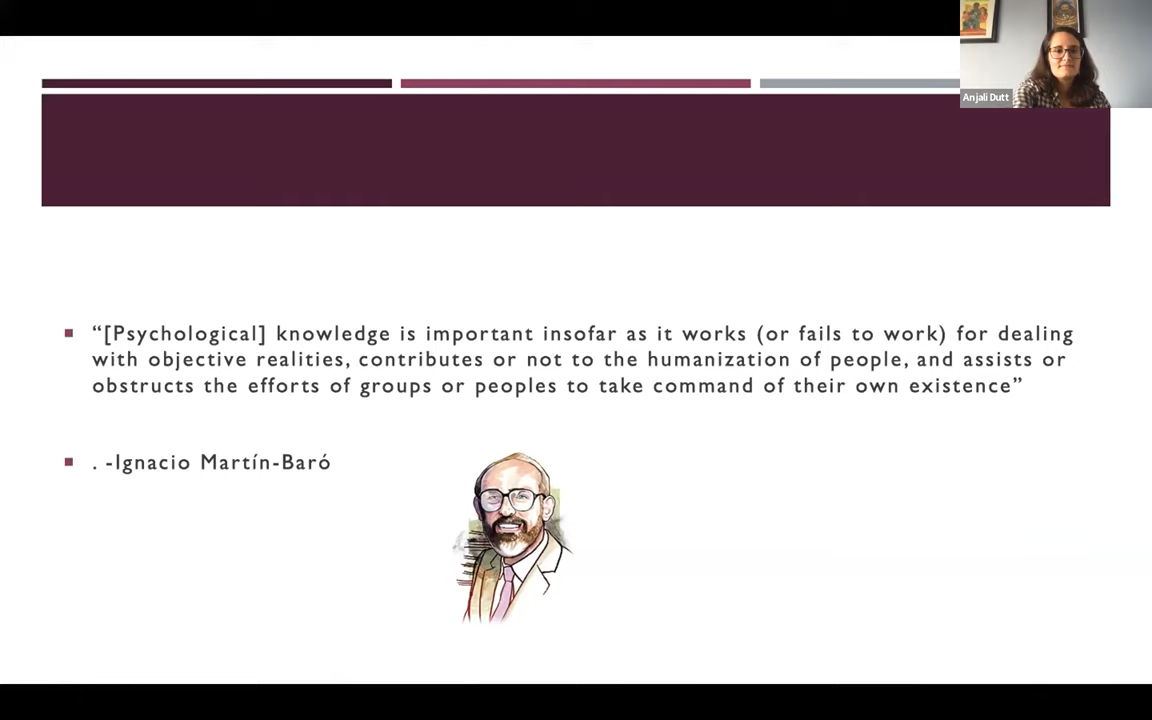 Anjali Dutt
“[Psychological] knowledge is important insofar as it works (or fails to work) for dealing
with objective realities, contributes or not to the humanization of people, and assists or
obstructs the efforts of groups or peoples to take command of their own existence”
. -Ignacio Martín-Baró